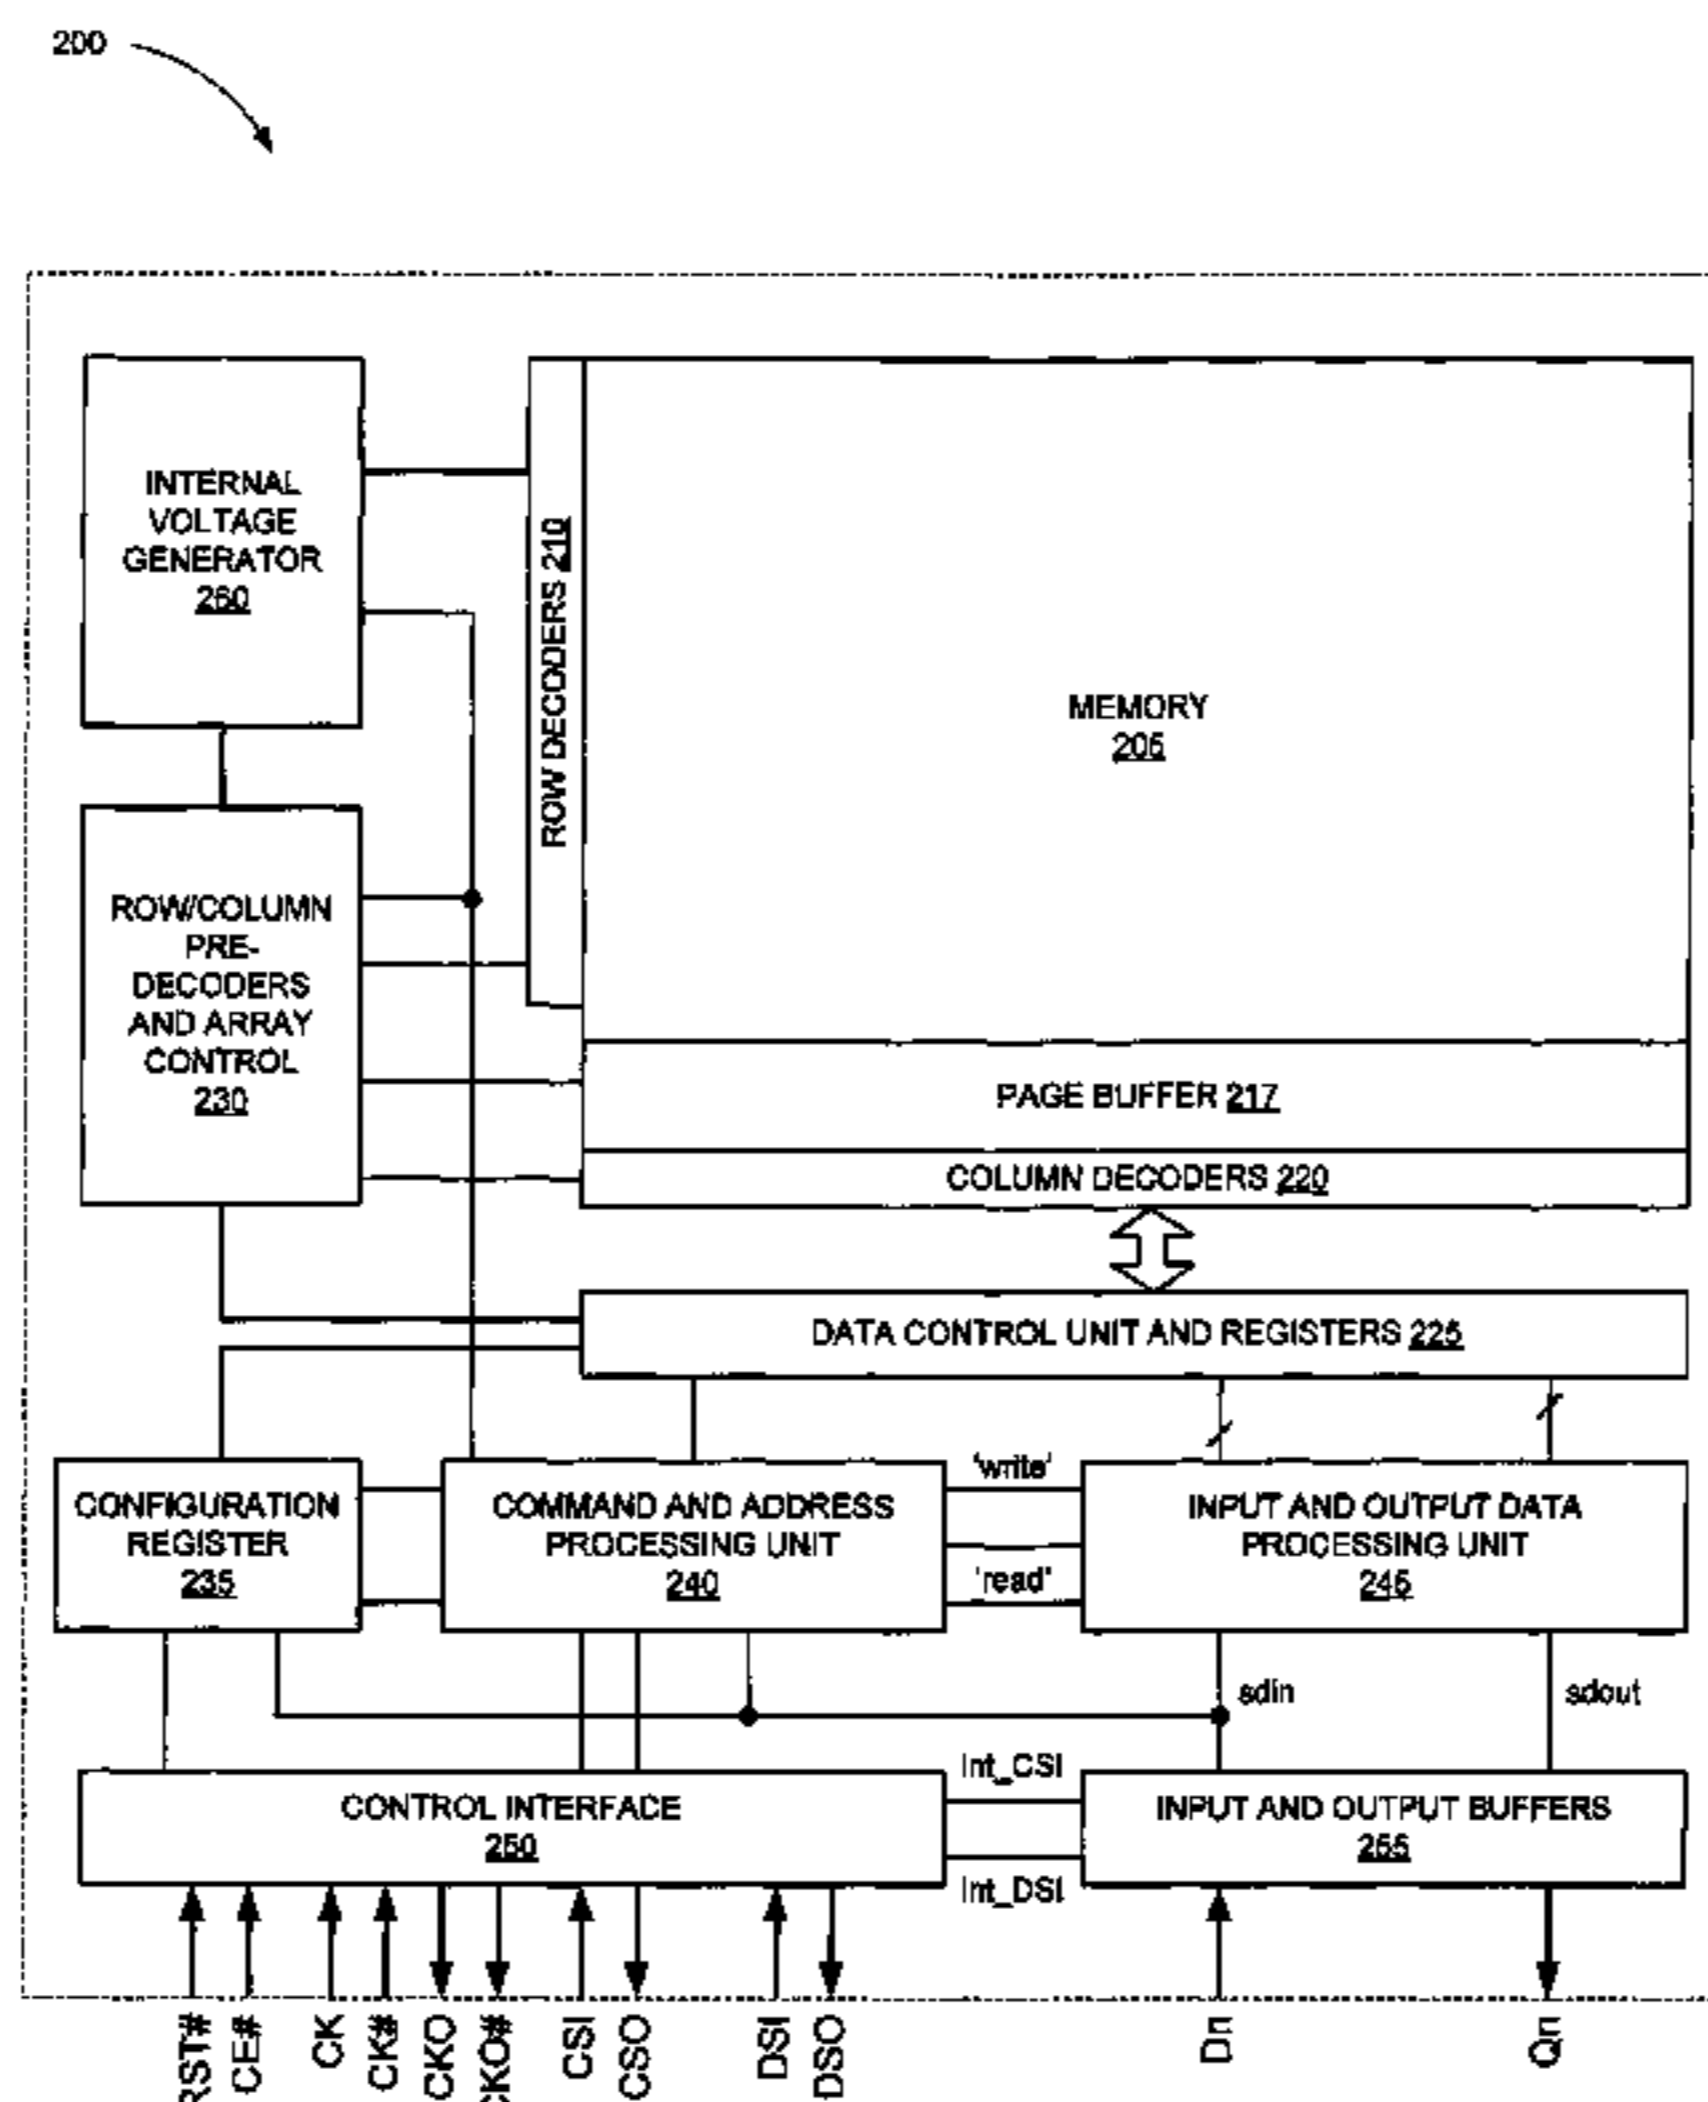 200
INTERNAL
VOLTAGE
GENERATOR
260
ROW DECODERS 210
MEMORY
205
ROW/COLUMN
PRE-
DECODERS
AND ARRAY
CONTROL
230
PAGE BUFFER 217
COLUMN DECODERS 220
DATA CONTROL UNIT AND REGISTERS 225
CONFIGURATION
REGISTER
235
COMMAND AND ADDRESS
PROCESSING UNIT
240
'write'
'read'
INPUT AND OUTPUT DATA
PROCESSING UNIT
245
sdin
sdout
CONTROL INTERFACE
250
Int_CSI
Int_DSI
INPUT AND OUTPUT BUFFERS
255
RST#
CE#
CK
CK#
CKO
CKO#
CSI
CSO
DSI
DSO
Dn
Qn